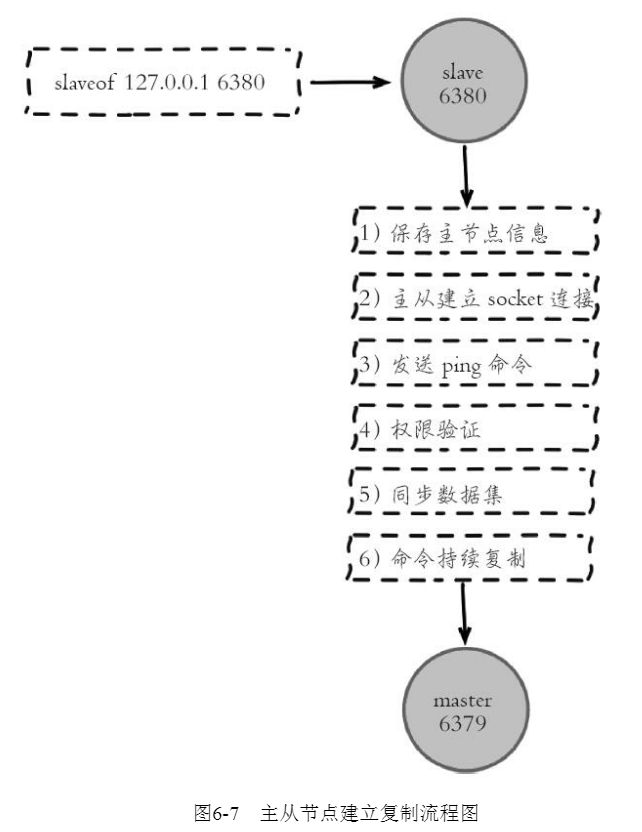 slaveof 127.0.0.1 6380
slave
6380
1）保存主节点信息
2）主从建立 socket 连接
3）发送 ping 命令
4）权限验证
5）同步数据集
6）命令持续复制
master
6379
图6-7 主从节点建立复制流程图